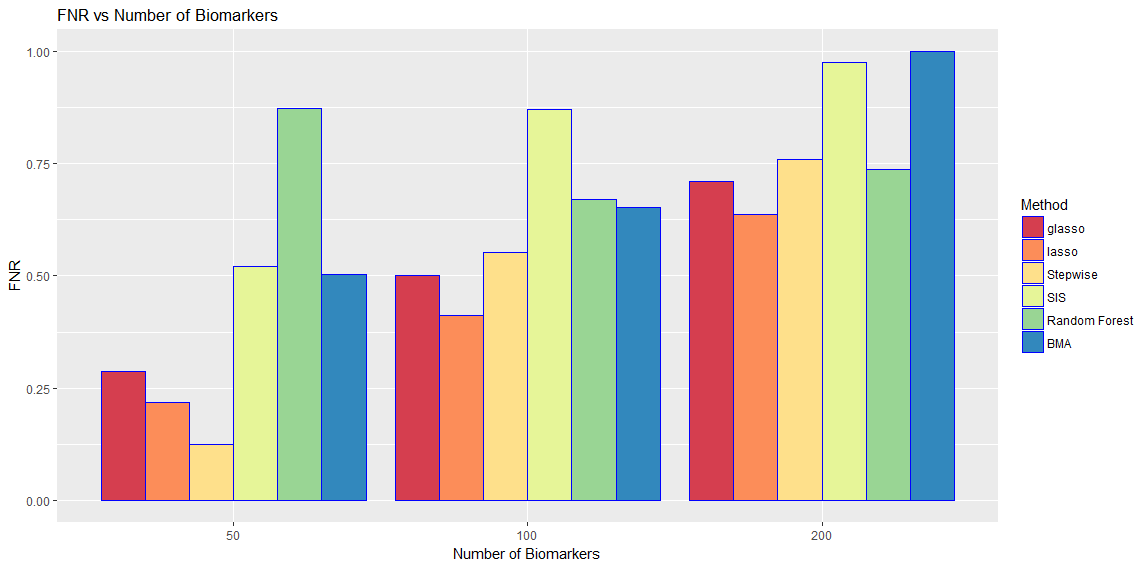 FNR vs Number of Biomarkers
FNR
1.00
0.75
0.50
0.25
0.00
50
100
200
Number of Biomarkers
Method
glasso
lasso
Stepwise
SIS
Random Forest
BMA